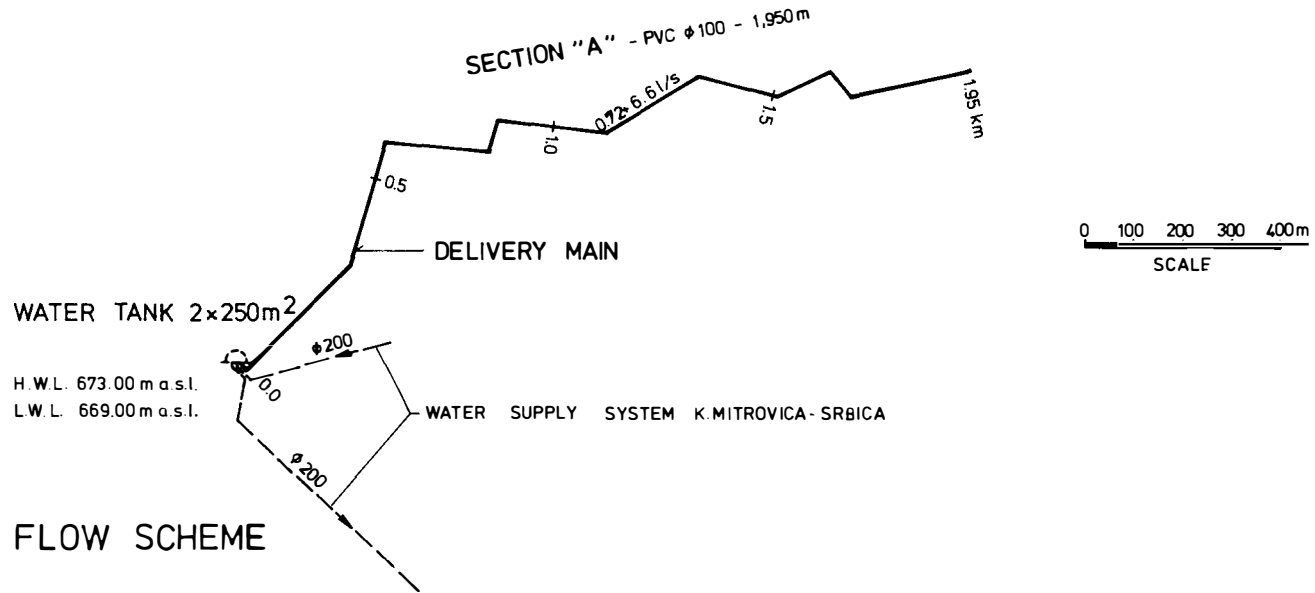 SECTION "A" - PVC ϕ100 - 1,950m
0.72÷6.6 l/s
1.95 km
1.5
1.0
0.5
DELIVERY MAIN
0 100 200 300 400m
SCALE
WATER TANK 2×250m²
ϕ200
H.W.L. 673.00 m a.s.l.
0.0
L.W.L. 669.00 m a.s.l.
WATER SUPPLY SYSTEM K.MITROVICA-SRBICA
ϕ200
FLOW SCHEME